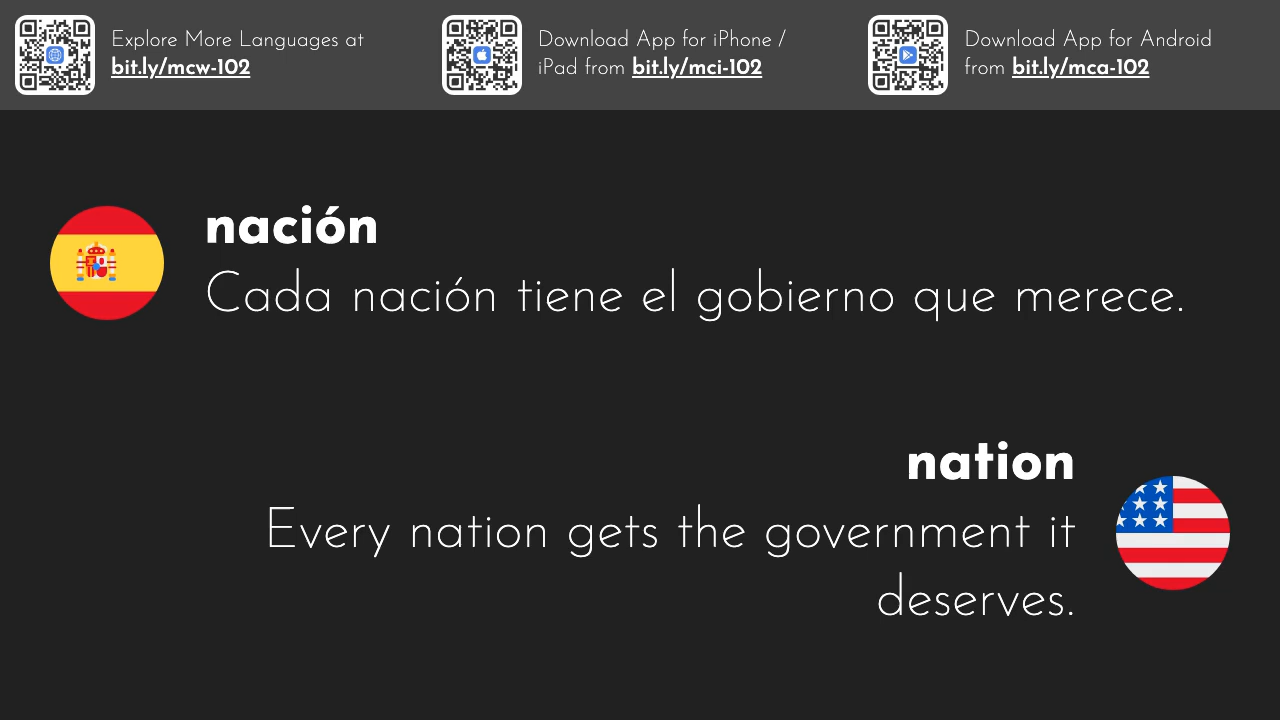 Explore More Languages at
bit.ly/mcw-102
Download App for iPhone /
iPad from bit.ly/mci-102
Download App for Android
from bit.ly/mca-102
nación
Cada nación tiene el gobierno que merece.
nation
Every nation gets the government it
deserves.